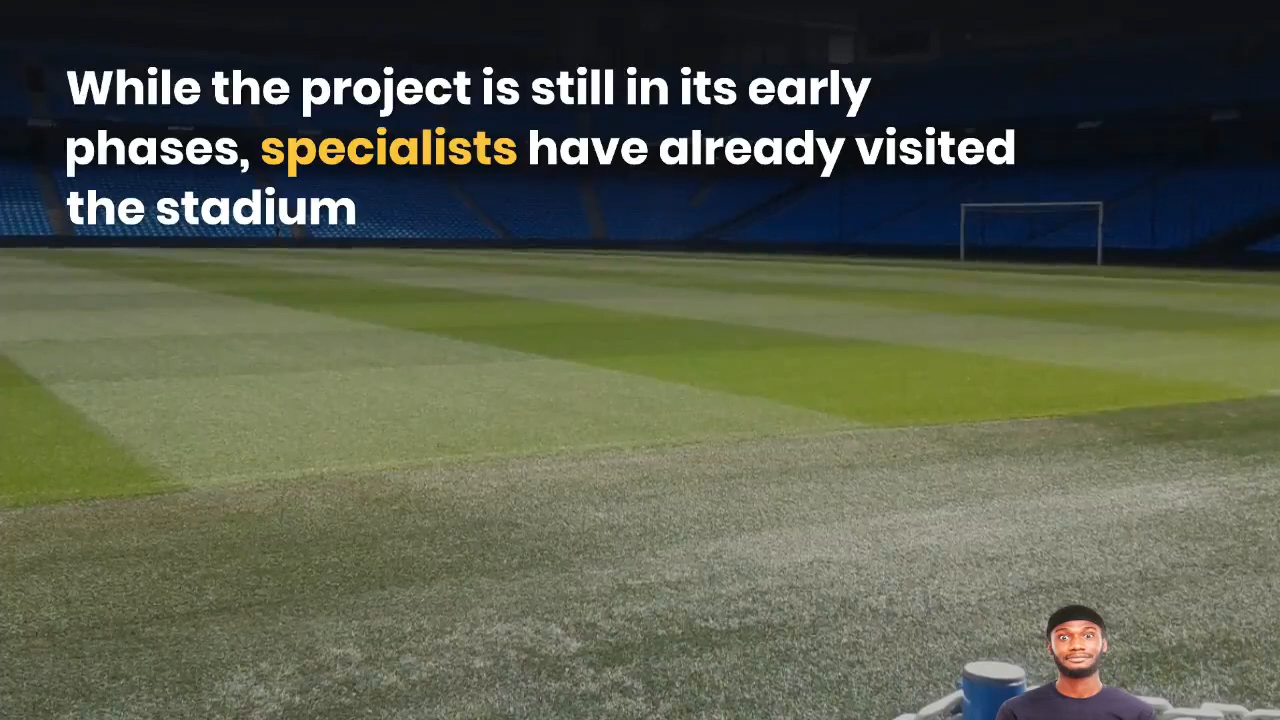 While the project is still in its early
phases, specialists have already visited
the stadium